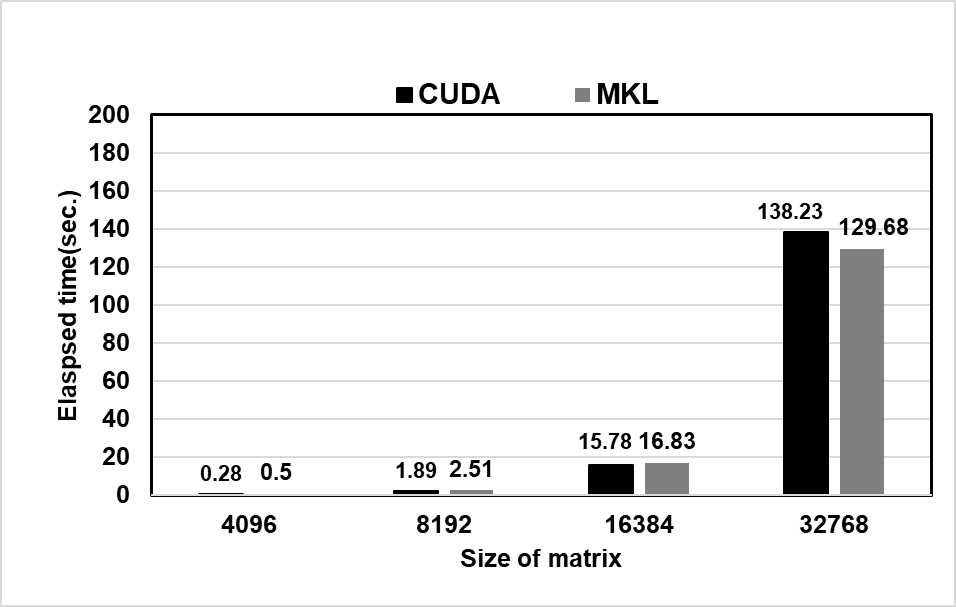 CUDA MKL
200
180
160
140
120
100
80
60
40
20
0
Elaspsed time(sec.)
0.28 0.5 1.89 2.51 15.78 16.83 138.23 129.68
4096 8192 16384 32768
Size of matrix